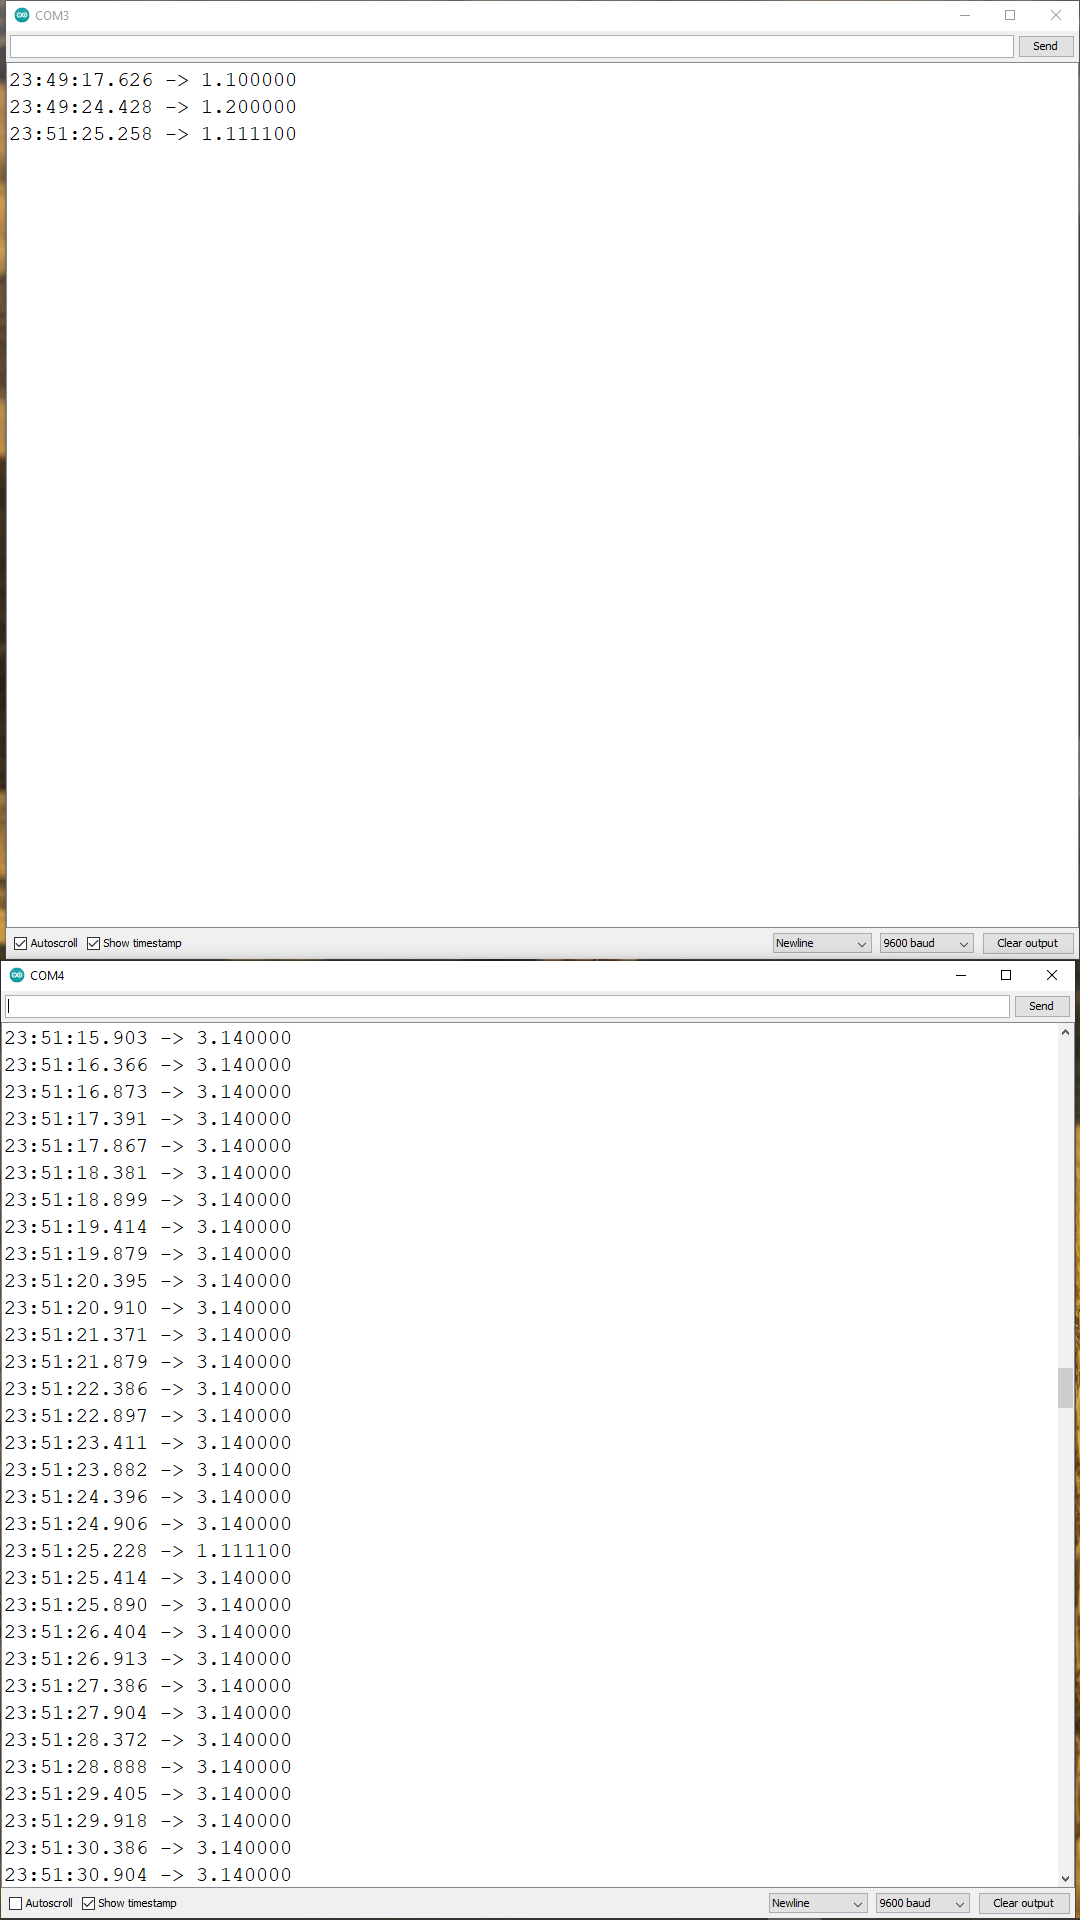 COM3
Send
23:49:17.626 -> 1.100000
23:49:24.428 -> 1.200000
23:51:25.258 -> 1.111100
Autoscroll Show timestamp Newline 9600 baud Clear output
COM4
Send
23:51:15.903 -> 3.140000
23:51:16.366 -> 3.140000
23:51:16.873 -> 3.140000
23:51:17.391 -> 3.140000
23:51:17.867 -> 3.140000
23:51:18.381 -> 3.140000
23:51:18.899 -> 3.140000
23:51:19.414 -> 3.140000
23:51:19.879 -> 3.140000
23:51:20.395 -> 3.140000
23:51:20.910 -> 3.140000
23:51:21.371 -> 3.140000
23:51:21.879 -> 3.140000
23:51:22.386 -> 3.140000
23:51:22.897 -> 3.140000
23:51:23.411 -> 3.140000
23:51:23.882 -> 3.140000
23:51:24.396 -> 3.140000
23:51:24.906 -> 3.140000
23:51:25.228 -> 1.111100
23:51:25.414 -> 3.140000
23:51:25.890 -> 3.140000
23:51:26.404 -> 3.140000
23:51:26.913 -> 3.140000
23:51:27.386 -> 3.140000
23:51:27.904 -> 3.140000
23:51:28.372 -> 3.140000
23:51:28.888 -> 3.140000
23:51:29.405 -> 3.140000
23:51:29.918 -> 3.140000
23:51:30.386 -> 3.140000
23:51:30.904 -> 3.140000
Autoscroll Show timestamp Newline 9600 baud Clear output